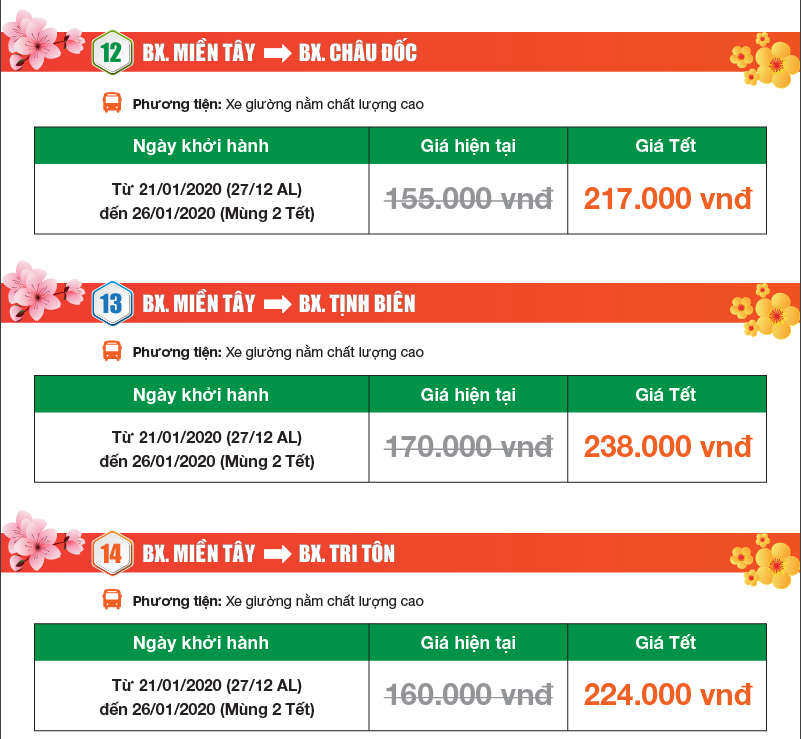 12 BX. MIỀN TÂY ➡ BX. CHÂU ĐỐC
Phương tiện: Xe giường nằm chất lượng cao
Ngày khởi hành Giá hiện tại Giá Tết
Từ 21/01/2020 (27/12 AL)
đến 26/01/2020 (Mùng 2 Tết)
155.000 vnđ 217.000 vnđ
13 BX. MIỀN TÂY ➡ BX. TỊNH BIÊN
Phương tiện: Xe giường nằm chất lượng cao
Ngày khởi hành Giá hiện tại Giá Tết
Từ 21/01/2020 (27/12 AL)
đến 26/01/2020 (Mùng 2 Tết)
170.000 vnđ 238.000 vnđ
14 BX. MIỀN TÂY ➡ BX. TRI TÔN
Phương tiện: Xe giường nằm chất lượng cao
Ngày khởi hành Giá hiện tại Giá Tết
Từ 21/01/2020 (27/12 AL)
đến 26/01/2020 (Mùng 2 Tết)
160.000 vnđ 224.000 vnđ